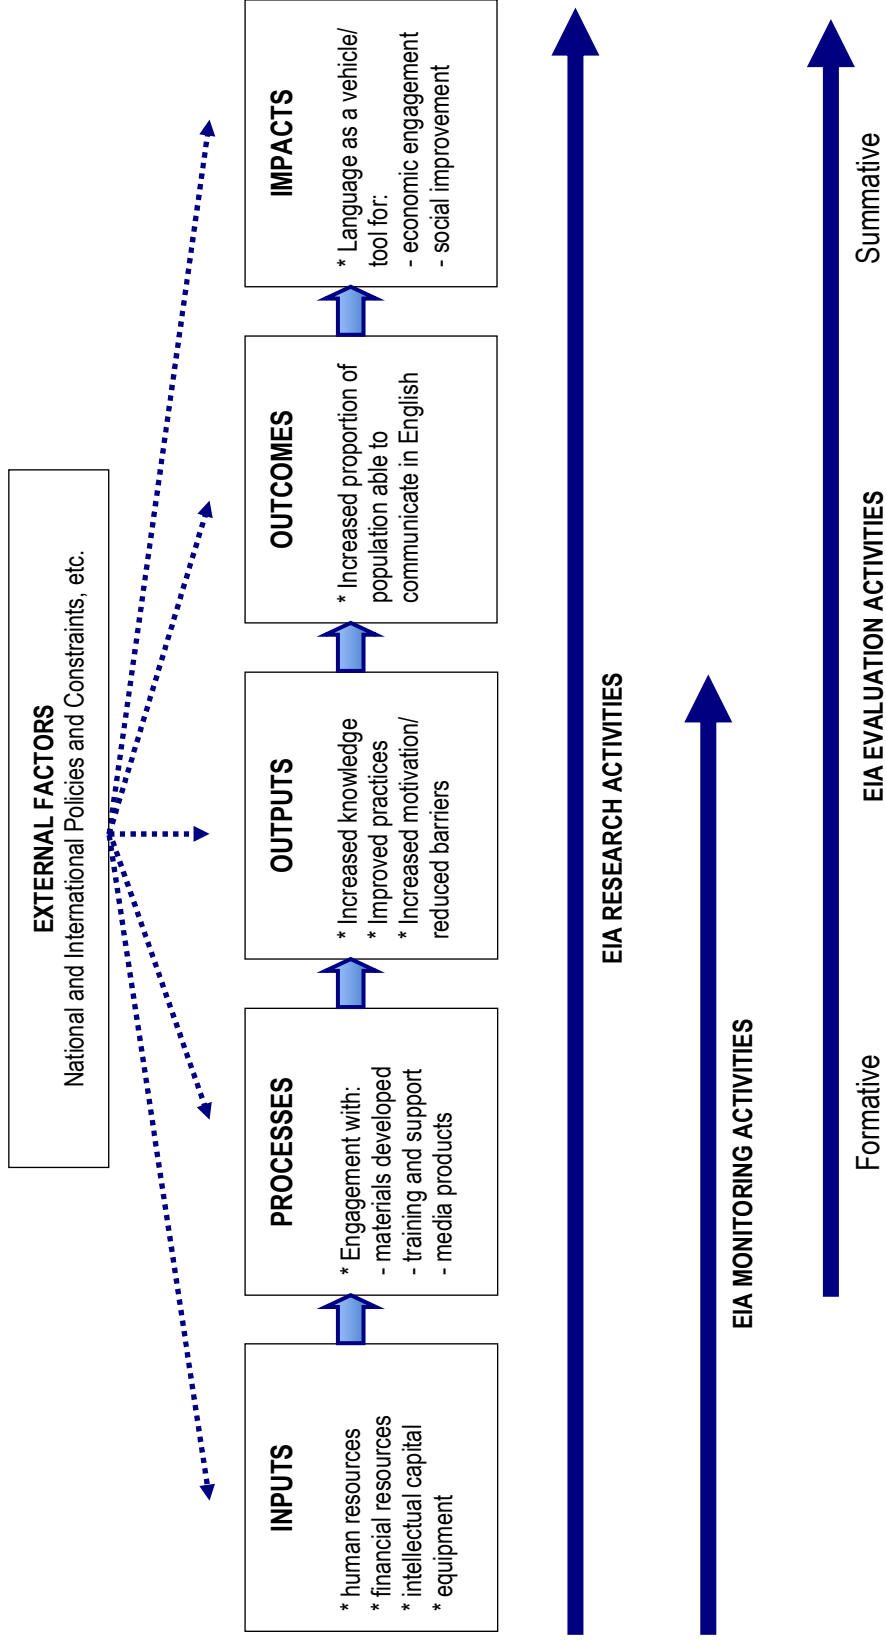 EXTERNAL FACTORS
National and International Policies and Constraints, etc.
INPUTS
* human resources
* financial resources
* intellectual capital
* equipment
PROCESSES
* Engagement with:
- materials developed
- training and support
- media products
OUTPUTS
* Increased knowledge
* Improved practices
* Increased motivation/
reduced barriers
OUTCOMES
* Increased proportion of
population able to
communicate in English
IMPACTS
* Language as a vehicle/
tool for:
- economic engagement
- social improvement
EIA RESEARCH ACTIVITIES
EIA MONITORING ACTIVITIES
Formative
Summative
EIA EVALUATION ACTIVITIES